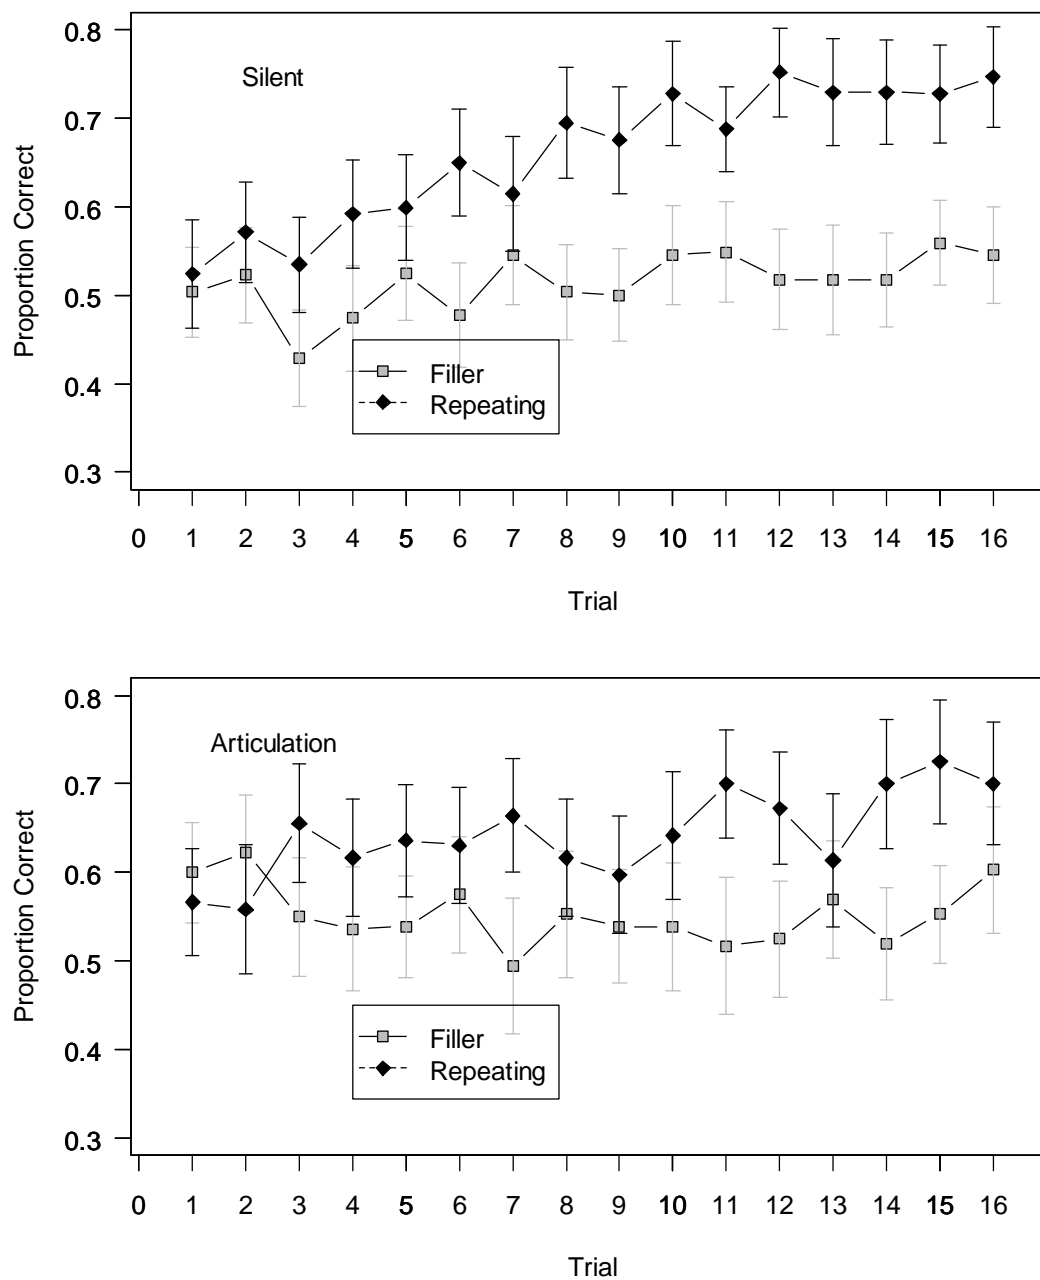 0.8
Silent
0.7
0.6
0.5
0.4
0.3
Proportion Correct
Filler
Repeating
0 1 2 3 4 5 6 7 8 9 10 11 12 13 14 15 16
Trial
0.8
Articulation
0.7
0.6
0.5
0.4
0.3
Proportion Correct
Filler
Repeating
0 1 2 3 4 5 6 7 8 9 10 11 12 13 14 15 16
Trial